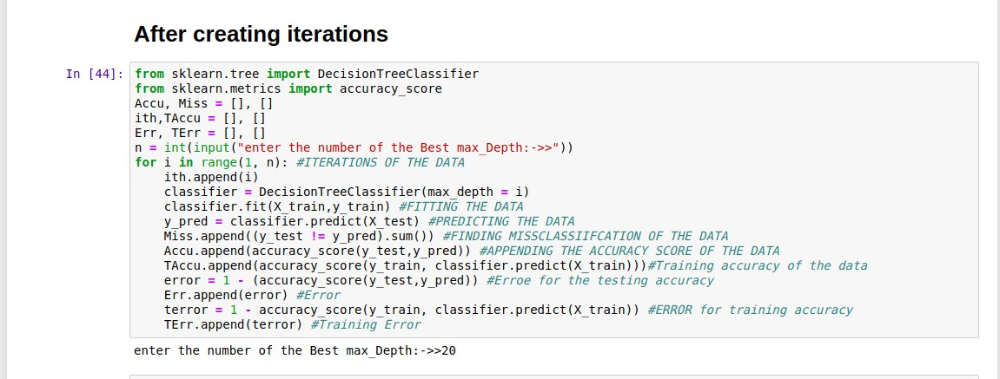 After creating iterations
In [44]:
from sklearn.tree import DecisionTreeClassifier
from sklearn.metrics import accuracy_score
Accu, Miss = [], []
ith,TAccu = [], []
Err, TErr = [], []
n = int(input("enter the number of the Best max_Depth:->>"))
for i in range(1, n): #ITERATIONS OF THE DATA
    ith.append(i)
    classifier = DecisionTreeClassifier(max_depth = i)
    classifier.fit(X_train,y_train) #FITTING THE DATA
    y_pred = classifier.predict(X_test) #PREDICTING THE DATA
    Miss.append((y_test != y_pred).sum()) #FINDING MISSCLASSIIFCATION OF THE DATA
    Accu.append(accuracy_score(y_test,y_pred)) #APPENDING THE ACCURACY SCORE OF THE DATA
    TAccu.append(accuracy_score(y_train, classifier.predict(X_train)))#Training accuracy of the data
    error = 1 - (accuracy_score(y_test,y_pred)) #Erroe for the testing accuracy
    Err.append(error) #Error
    terror = 1 - accuracy_score(y_train, classifier.predict(X_train)) #ERROR for training accuracy
    TErr.append(terror) #Training Error
enter the number of the Best max_Depth:->>20